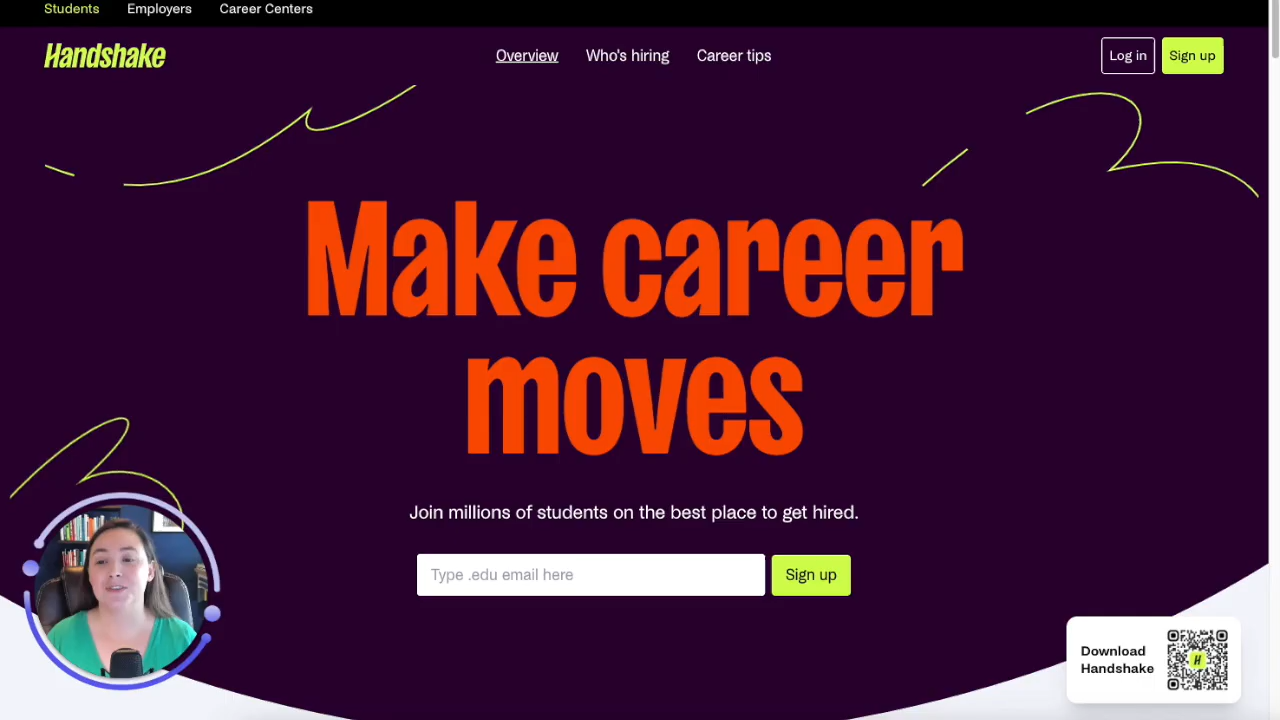 Students Employers Career Centers
Handshake Overview Who's hiring Career tips Log in Sign up
Make career
moves
Join millions of students on the best place to get hired.
Type .edu email here Sign up
Download
Handshake
H